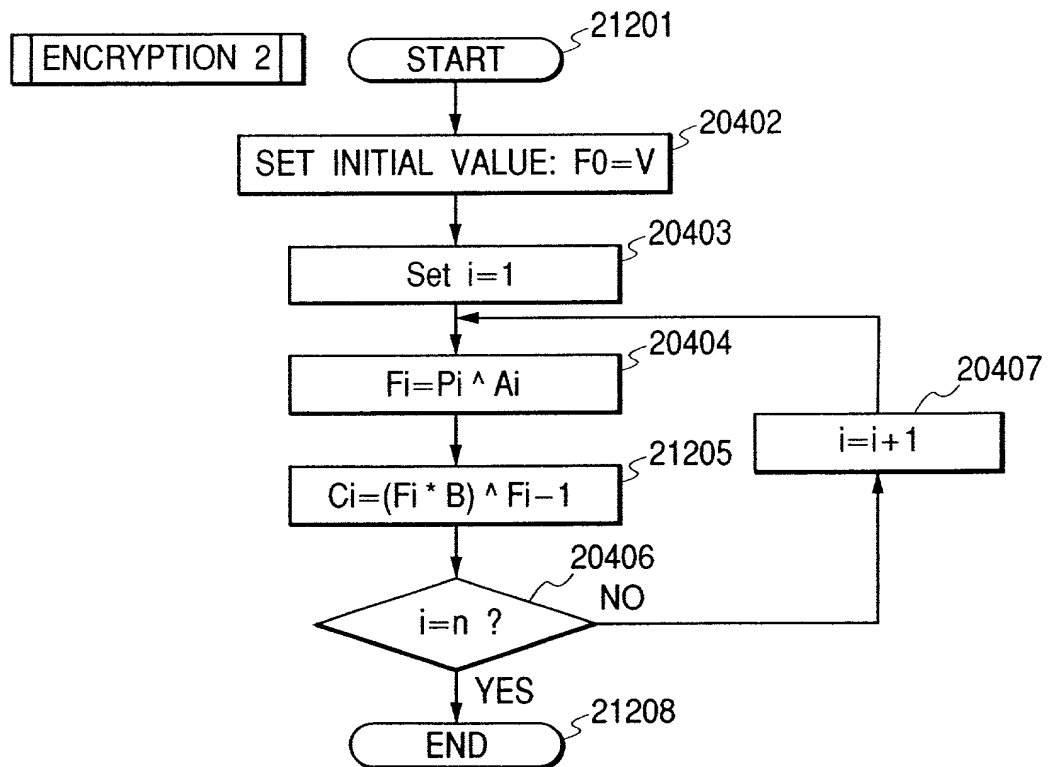 ENCRYPTION 2
START
21201
SET INITIAL VALUE: F0=V
20402
Set i=1
20403
Fi=Pi ^ Ai
20404
i=i+1
20407
Ci=(Fi * B) ^ Fi-1
21205
i=n ?
20406
NO
YES
END
21208